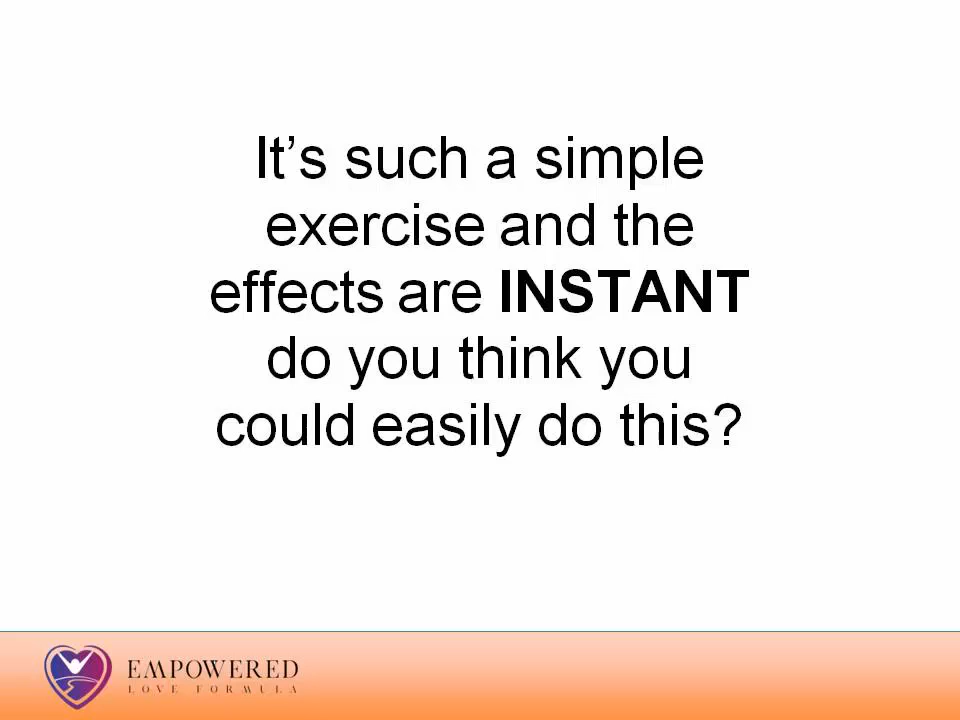 It’s such a simple
exercise and the
effects are INSTANT
do you think you
could easily do this?
EMPOWERED
LOVE FORMULA